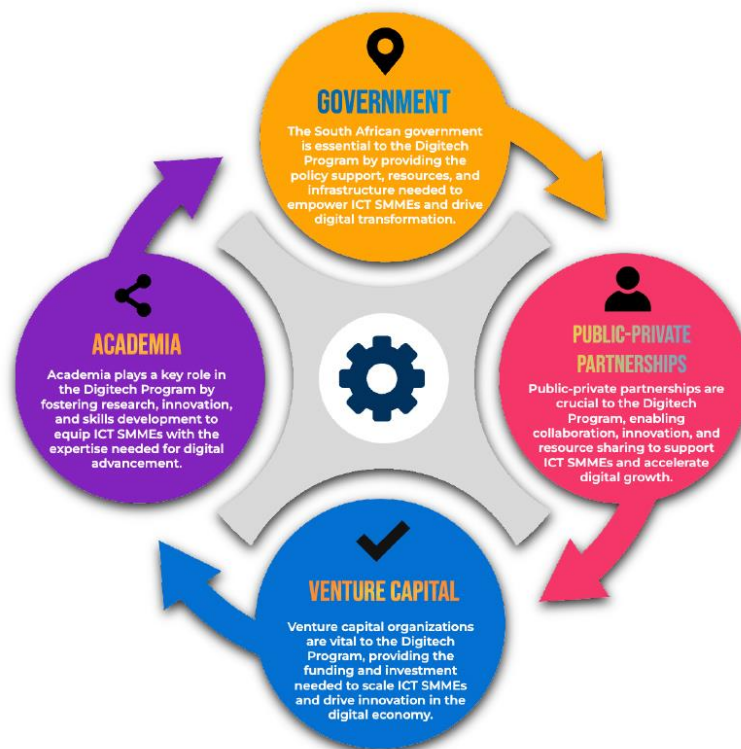 GOVERNMENT
The South African government
is essential to the Digitech
Program by providing the
policy support, resources, and
infrastructure needed to
empower ICT SMMEs and drive
digital transformation.
PUBLIC-PRIVATE
PARTNERSHIPS
Public-private partnerships are
crucial to the Digitech
Program, enabling
collaboration, innovation, and
resource sharing to support
ICT SMMEs and accelerate
digital growth.
VENTURE CAPITAL
Venture capital organizations
are vital to the Digitech
Program, providing the
funding and investment
needed to scale ICT SMMEs
and drive innovation in the
digital economy.
ACADEMIA
Academia plays a key role in
the Digitech Program by
fostering research, innovation,
and skills development to
equip ICT SMMEs with the
expertise needed for digital
advancement.